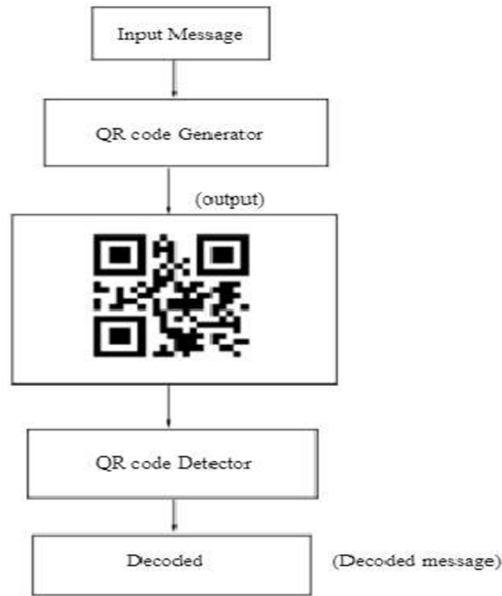 Input Message
QR code Generator
(output)
QR code Detector
Decoded
(Decoded message)